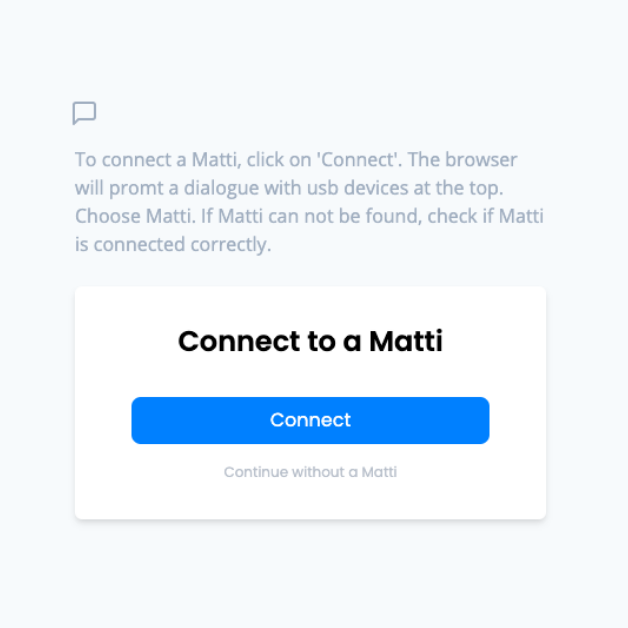 To connect a Matti, click on 'Connect'. The browser
will promt a dialogue with usb devices at the top.
Choose Matti. If Matti can not be found, check if Matti
is connected correctly.
Connect to a Matti
Connect
Continue without a Matti